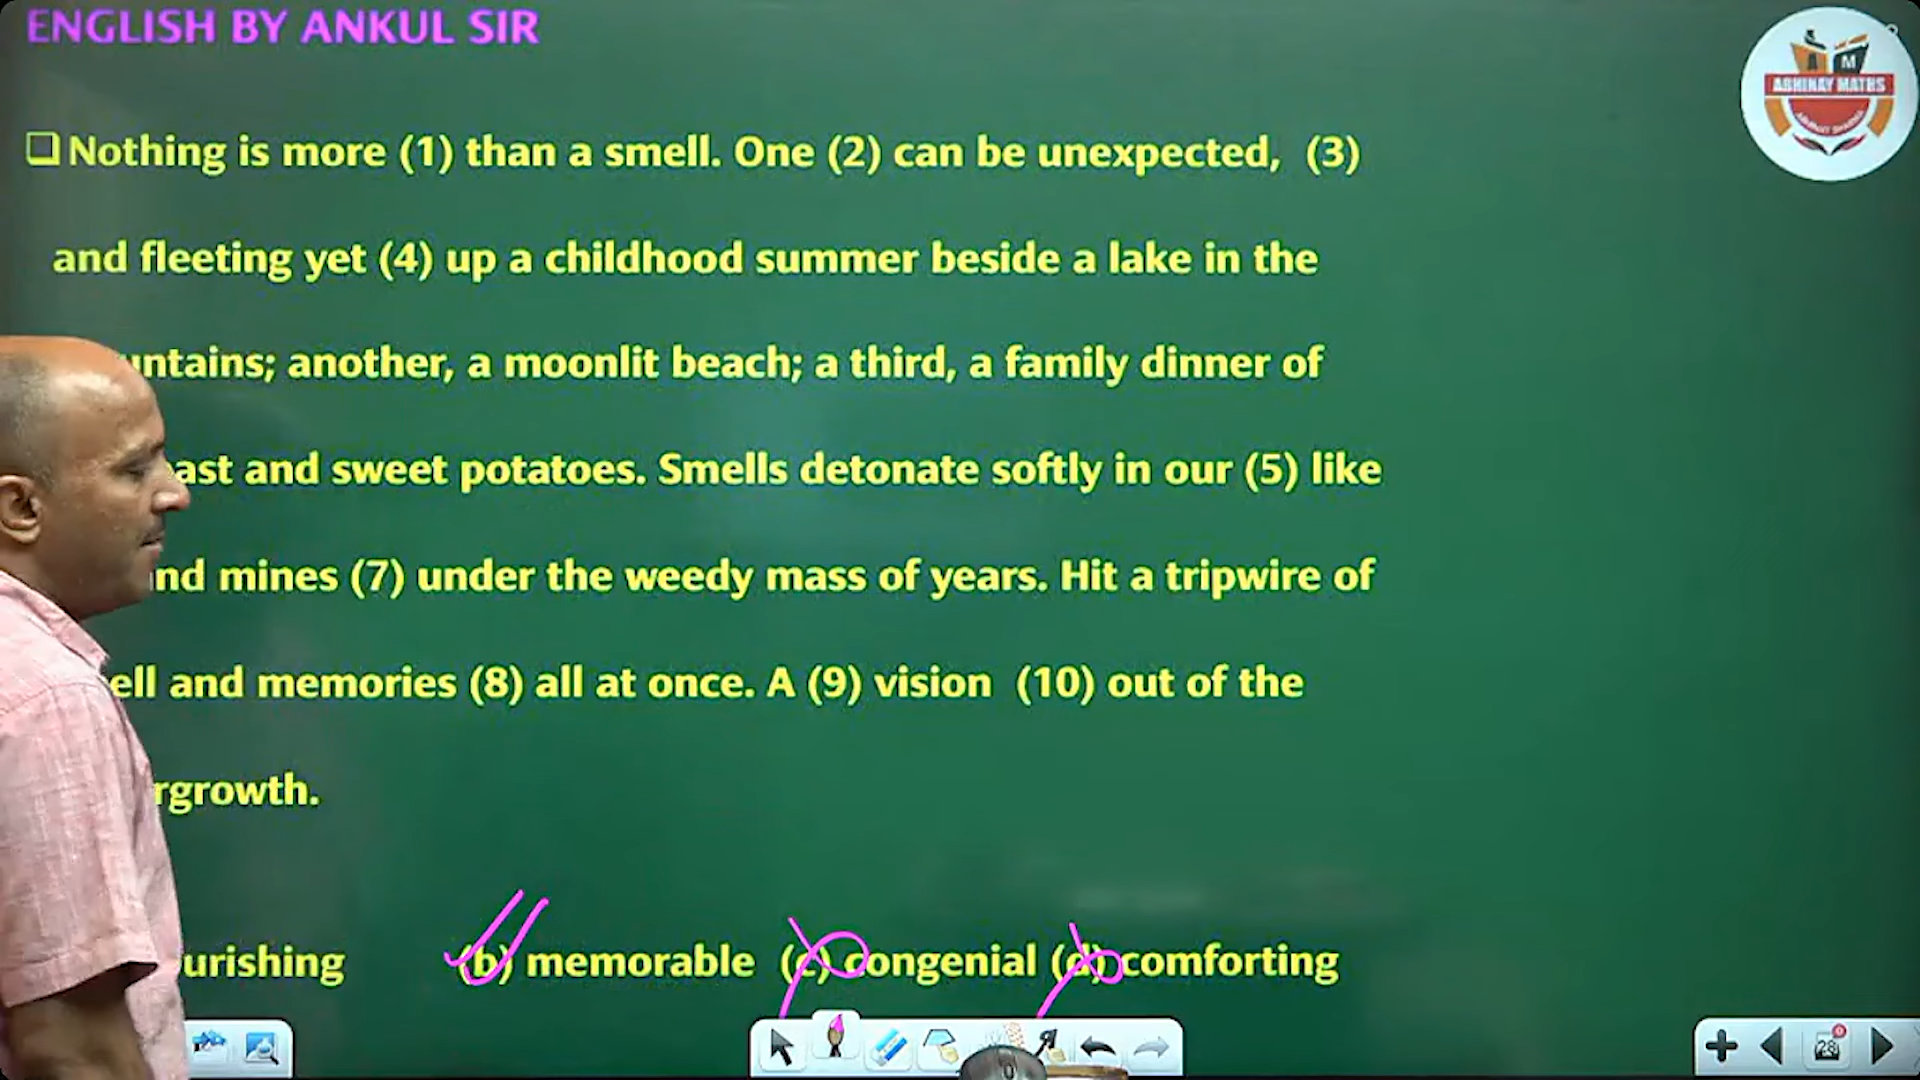 ENGLISH BY ANKUL SIR
A M
ABHINAY MATHS
ABHINAY SHARMA
Nothing is more (1) than a smell. One (2) can be unexpected, (3)
and fleeting yet (4) up a childhood summer beside a lake in the
untains; another, a moonlit beach; a third, a family dinner of
ast and sweet potatoes. Smells detonate softly in our (5) like
nd mines (7) under the weedy mass of years. Hit a tripwire of
ell and memories (8) all at once. A (9) vision (10) out of the
rgrowth.
urishing (b) memorable (c) congenial (d) comforting
28
0